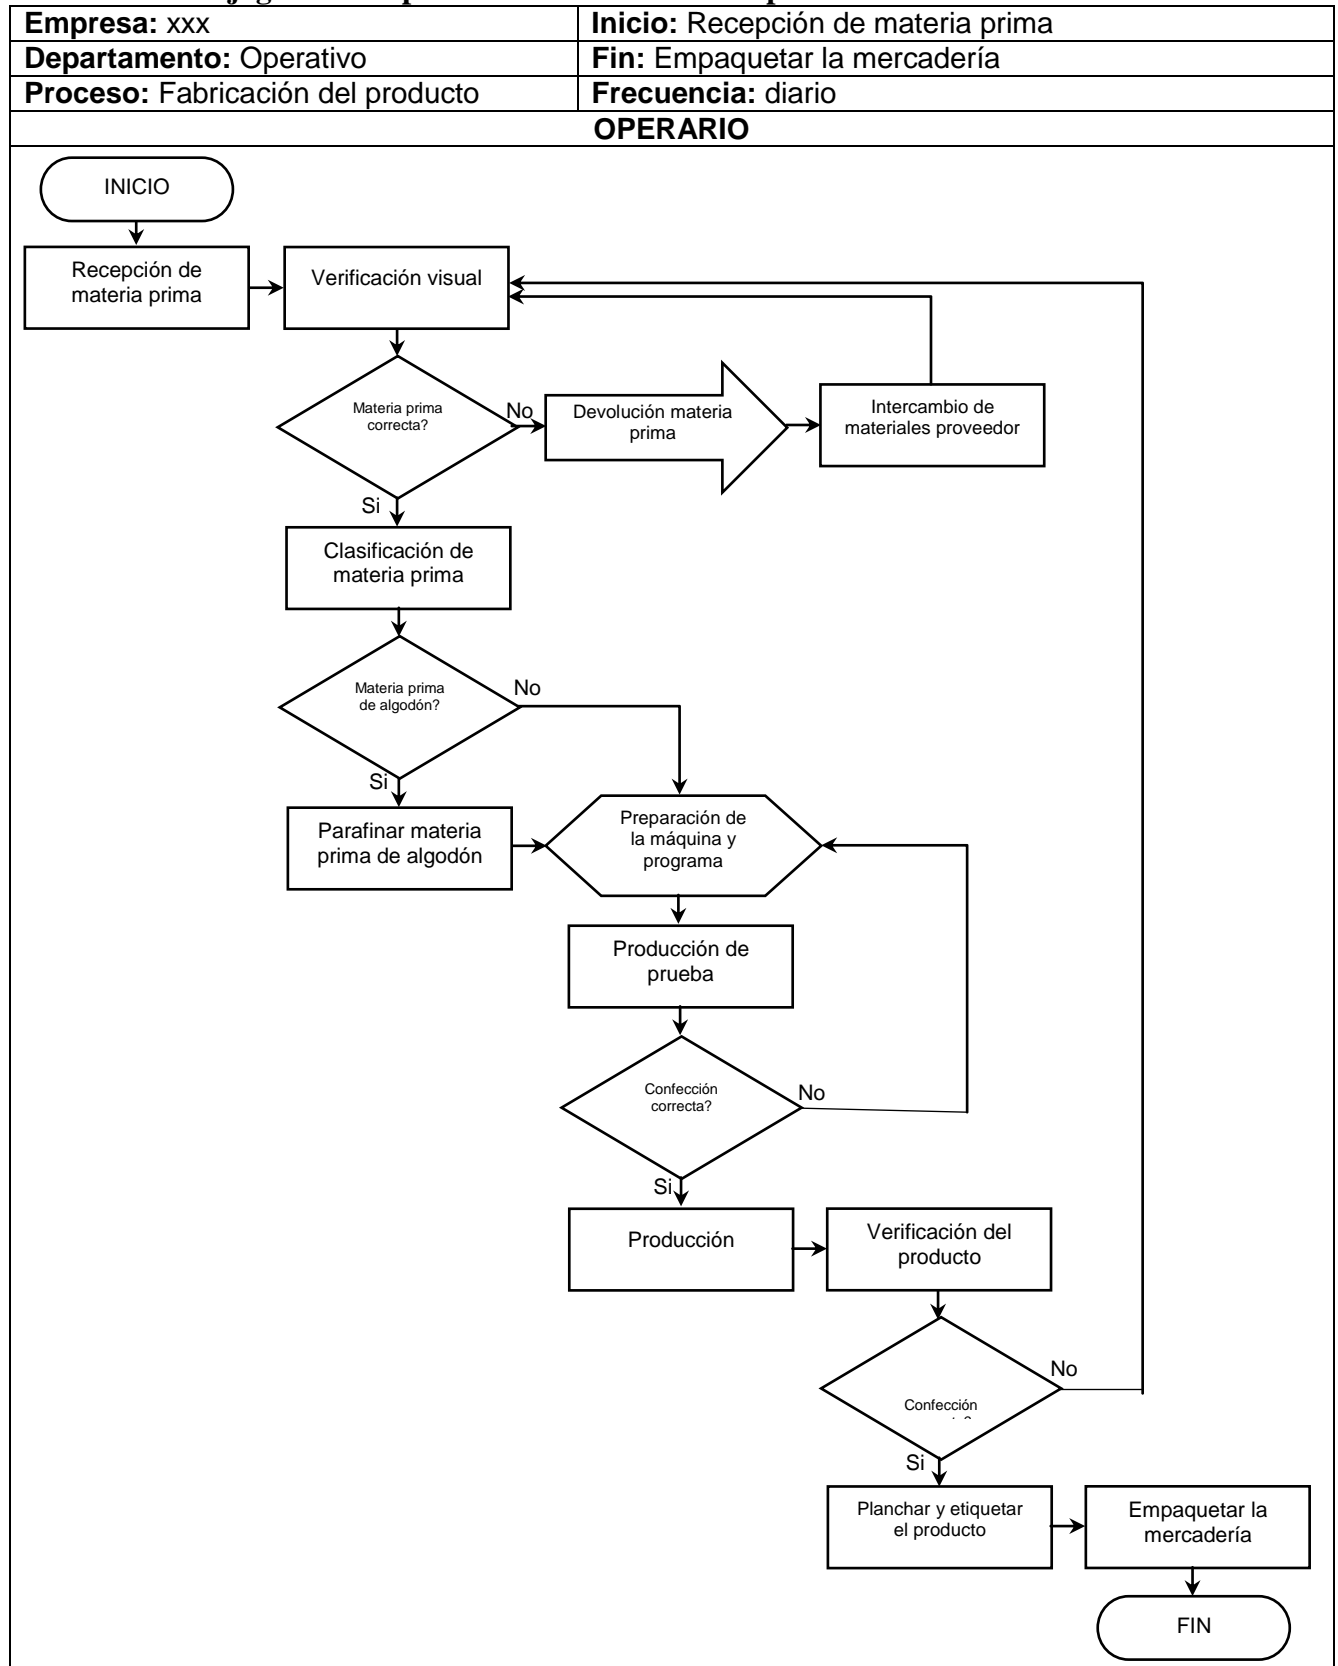 Empresa: xxx
Inicio: Recepción de materia prima
Departamento: Operativo
Fin: Empaquetar la mercadería
Proceso: Fabricación del producto
Frecuencia: diario
OPERARIO
INICIO
Recepción de
materia prima
Verificación visual
Materia prima
correcta?
No
Devolución materia
prima
Intercambio de
materiales proveedor
Si
Clasificación de
materia prima
Materia prima
de algodón?
No
Si
Parafinar materia
prima de algodón
Preparación de
la máquina y
programa
Producción de
prueba
Confección
correcta?
No
Si
Producción
Verificación del
producto
Confección
No
Si
Planchar y etiquetar
el producto
Empaquetar la
mercadería
FIN